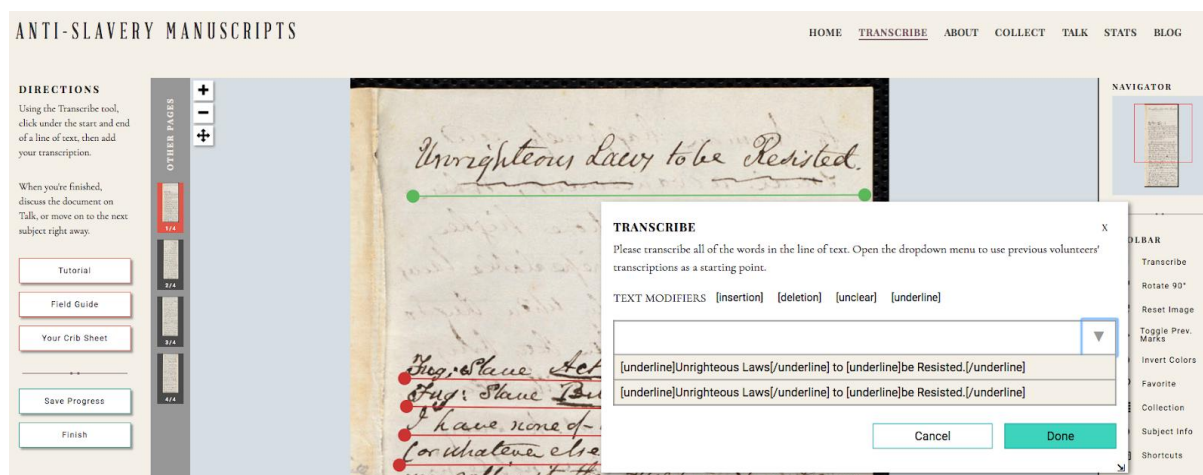 ANTI-SLAVERY MANUSCRIPTS
HOME TRANSCRIBE ABOUT COLLECT TALK STATS BLOG
DIRECTIONS
Using the Transcribe tool,
click under the start and end
of a line of text, then add
your transcription.
When you're finished,
discuss the document on
Talk, or move on to the next
subject right away.
Tutorial
Field Guide
Your Crib Sheet
Save Progress
Finish
OTHER PAGES
1/4
2/4
3/4
4/4
+
−
Unrighteous Laws to be Resisted.
Fug: Slave Act
Fug: Slave
I have none of
(or whatever else
TRANSCRIBE
X
Please transcribe all of the words in the line of text. Open the dropdown menu to use previous volunteers'
transcriptions as a starting point.
TEXT MODIFIERS [insertion] [deletion] [unclear] [underline]
[underline]Unrighteous Laws[/underline] to [underline]be Resisted.[/underline]
[underline]Unrighteous Laws[/underline] to [underline]be Resisted.[/underline]
Cancel
Done
NAVIGATOR
OLBAR
Transcribe
Rotate 90°
Reset Image
Toggle Prev.
Marks
Invert Colors
Favorite
Collection
Subject Info
Shortcuts